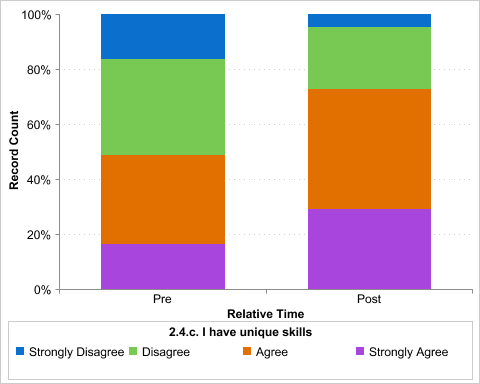 100%
80%
60%
40%
20%
0%
Record Count
Pre
Post
Relative Time
2.4.c. I have unique skills
Strongly Disagree
Disagree
Agree
Strongly Agree